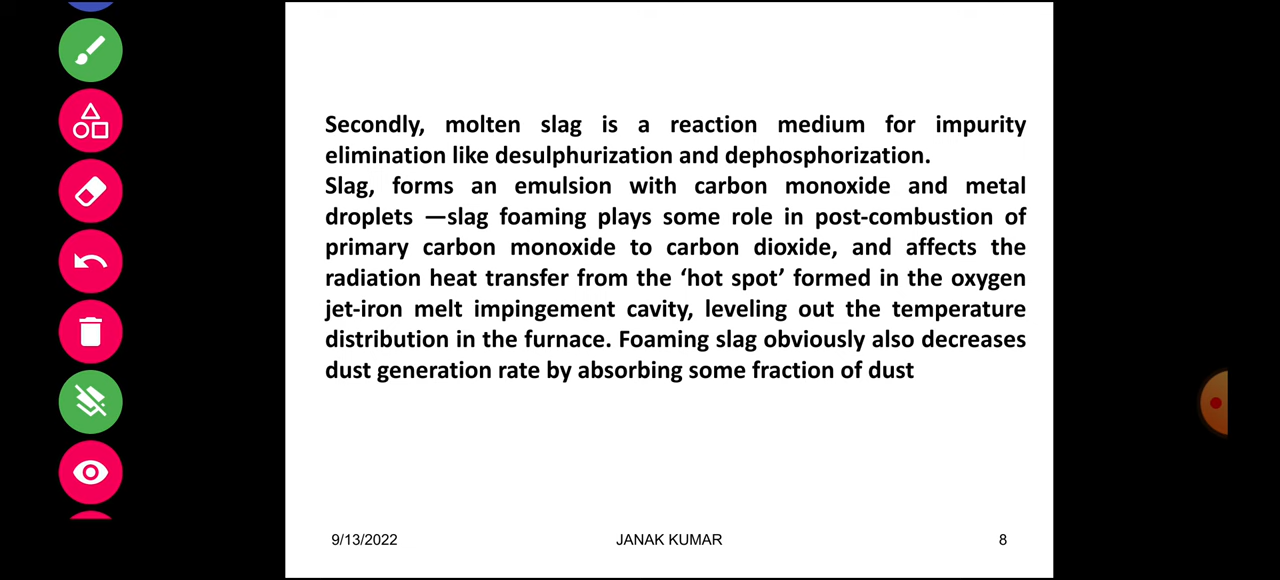 Secondly, molten slag is a reaction medium for impurity
elimination like desulphurization and dephosphorization.
Slag, forms an emulsion with carbon monoxide and metal
droplets —slag foaming plays some role in post-combustion of
primary carbon monoxide to carbon dioxide, and affects the
radiation heat transfer from the ‘hot spot’ formed in the oxygen
jet-iron melt impingement cavity, leveling out the temperature
distribution in the furnace. Foaming slag obviously also decreases
dust generation rate by absorbing some fraction of dust
9/13/2022 JANAK KUMAR 8